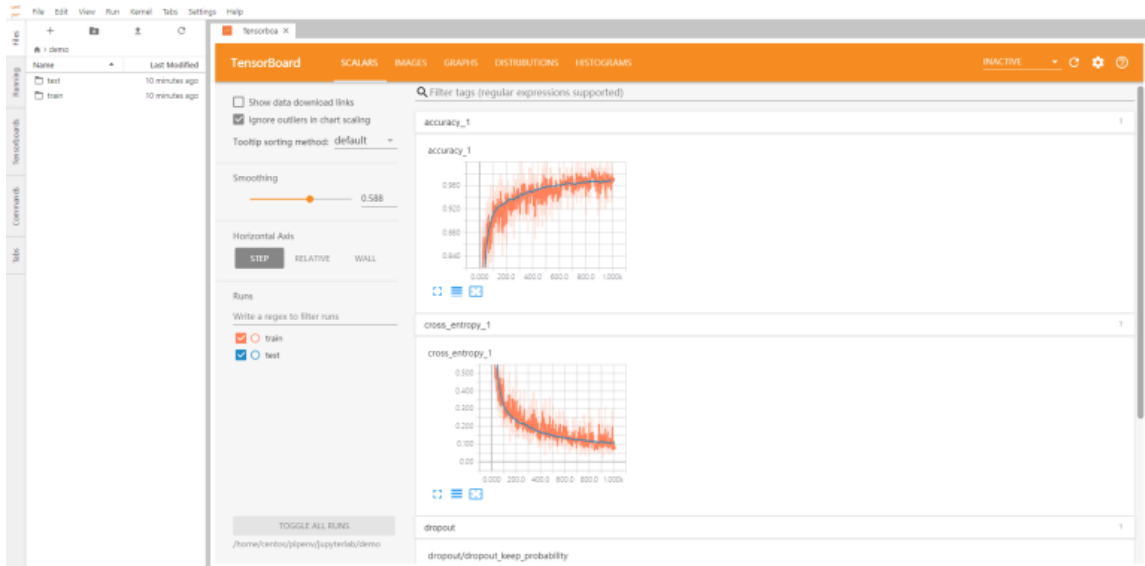 File Edit View Run Kernel Tabs Settings Help
Files
Running
Tensorboards
Commands
Tabs
demo
Name Last Modified
test 10 minutes ago
train 10 minutes ago
Tensorboa ×
TensorBoard SCALARS IMAGES GRAPHS DISTRIBUTIONS HISTOGRAMS INACTIVE
Show data download links
Ignore outliers in chart scaling
Tooltip sorting method: default
Smoothing
0.588
Horizontal Axis
STEP RELATIVE WALL
Runs
Write a regex to filter runs
train
test
TOGGLE ALL RUNS
/home/centos/pipenv/jupyterlab/demo
Filter tags (regular expressions supported)
accuracy_1 1
accuracy_1
0.960
0.920
0.880
0.840
0.000 200.0 400.0 600.0 800.0 1.000k
cross_entropy_1 1
cross_entropy_1
0.500
0.400
0.300
0.200
0.100
0.00
0.000 200.0 400.0 600.0 800.0 1.000k
dropout 1
dropout/dropout_keep_probability